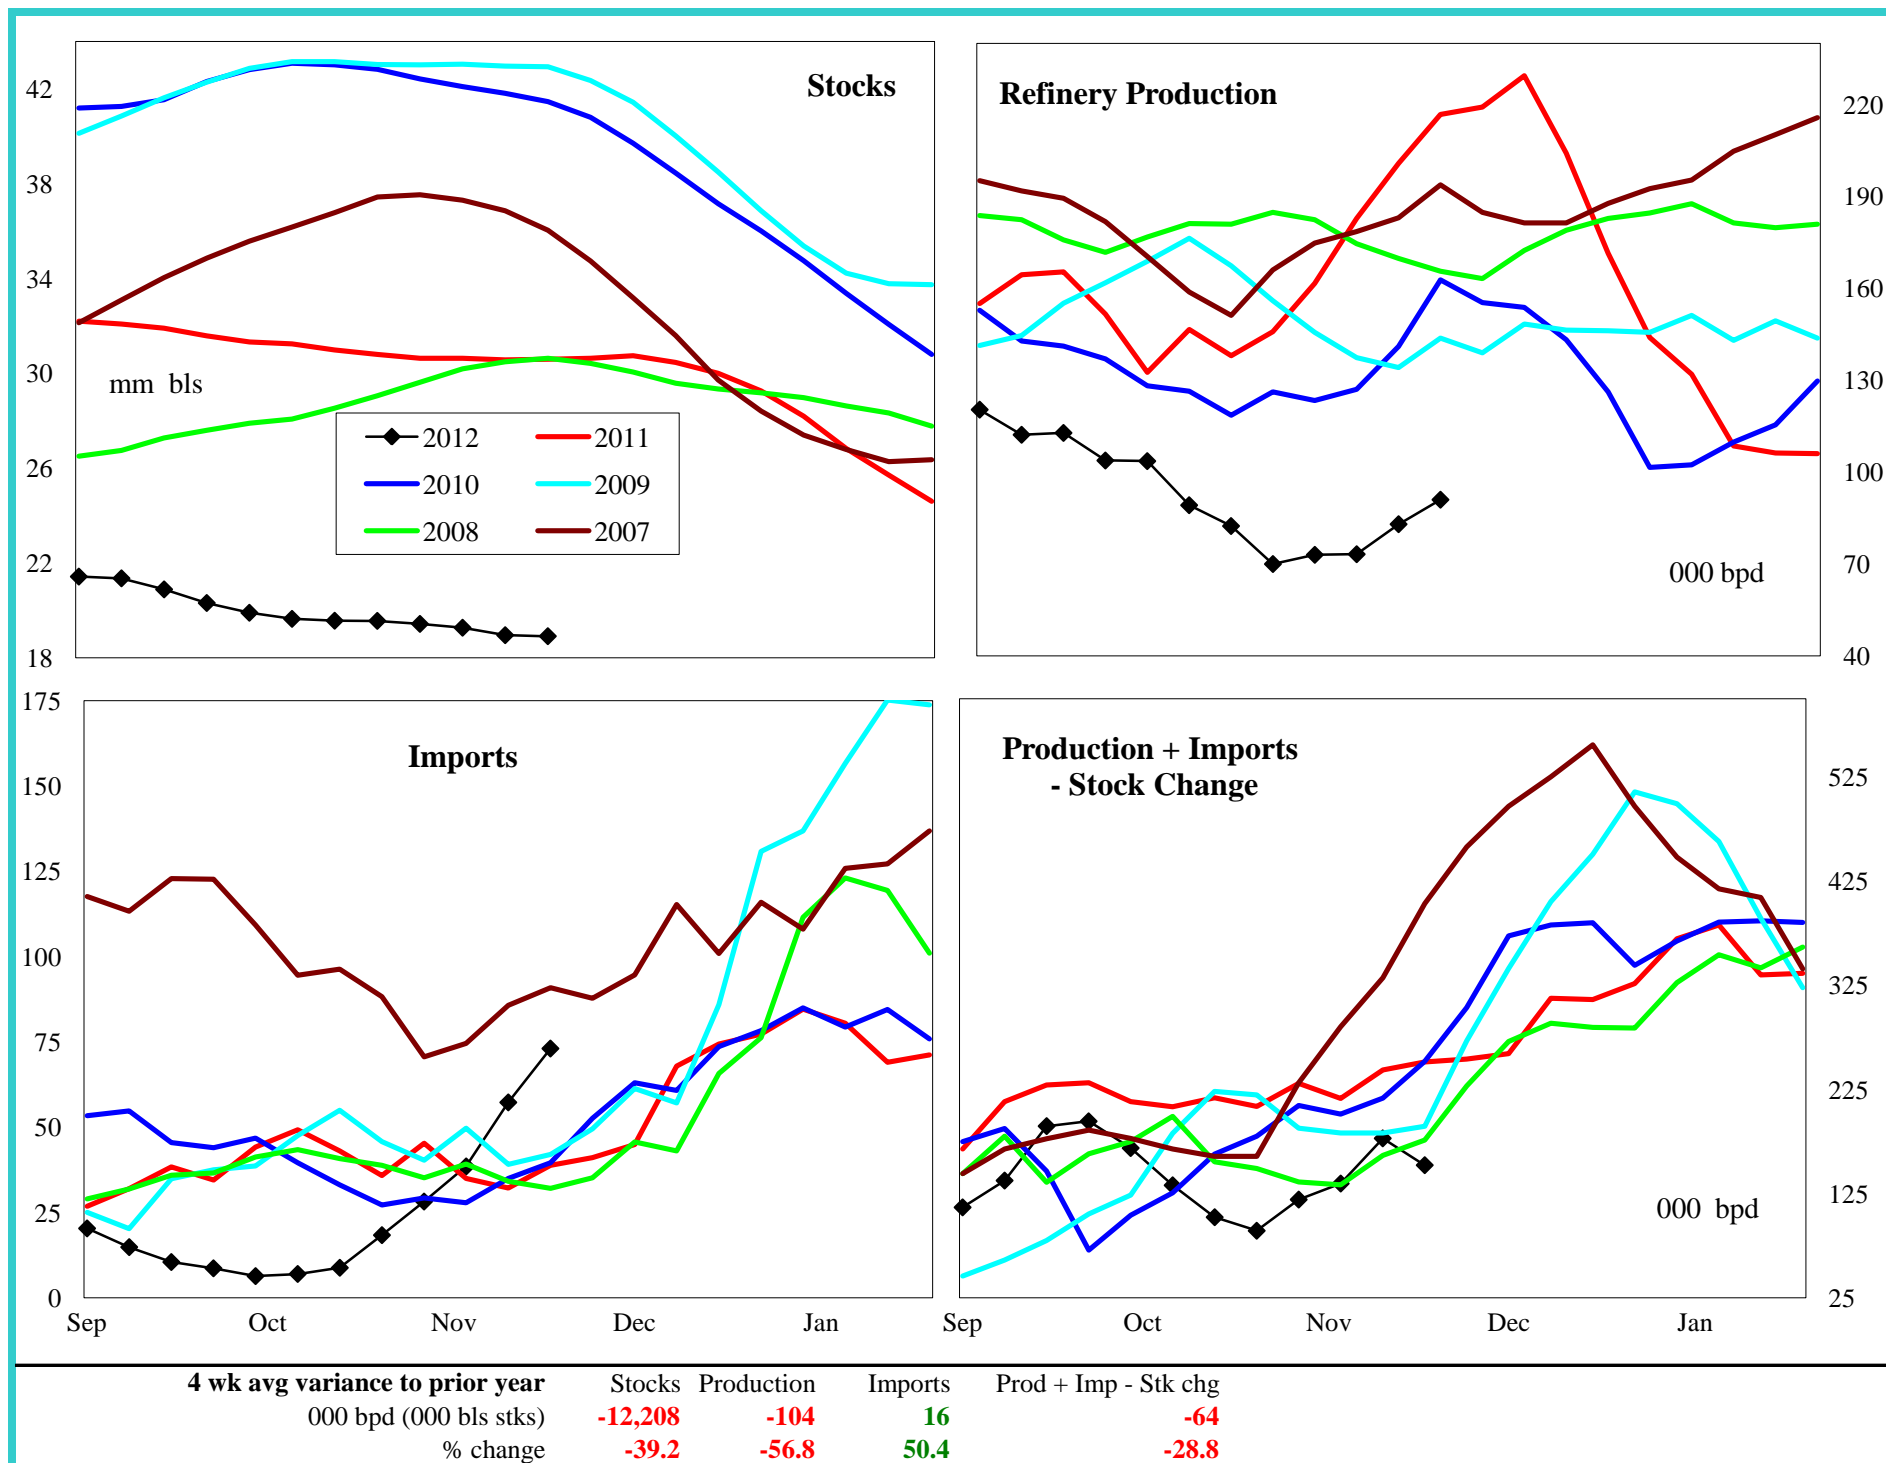 Stocks
42
38
34
30
26
22
18
mm bls
2012 2011
2010 2009
2008 2007
Refinery Production
220
190
160
130
100
70
40
000 bpd
Imports
175
150
125
100
75
50
25
0
Sep Oct Nov Dec Jan
Production + Imports
- Stock Change
525
425
325
225
125
25
000 bpd
Sep Oct Nov Dec Jan
4 wk avg variance to prior year Stocks Production Imports Prod + Imp - Stk chg
000 bpd (000 bls stks) -12,208 -104 16 -64
% change -39.2 -56.8 50.4 -28.8